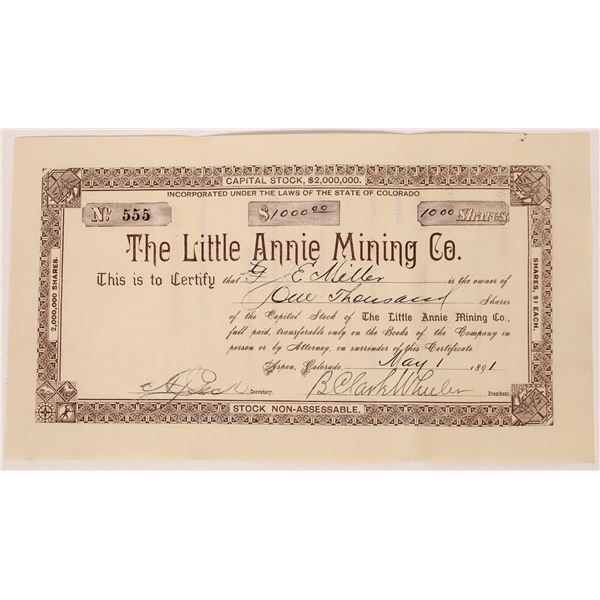 CAPITAL STOCK, $2,000,000.
INCORPORATED UNDER THE LAWS OF THE STATE OF COLORADO
No 555 $1000 00 1000 Shares
The Little Annie Mining Co.
This is to Certify that E Miller is the owner of
One Thousand Shares
of the Capital Stock of The Little Annie Mining Co.,
full paid, transferable only on the Books of the Company in
person or by Attorney, on surrender of this Certificate
Aspen, Colorado, May 1 1891
Secretary. B. Clark Wheeler President.
STOCK NON-ASSESSABLE,
2,000,000 SHARES
SHARES, $1 EACH.